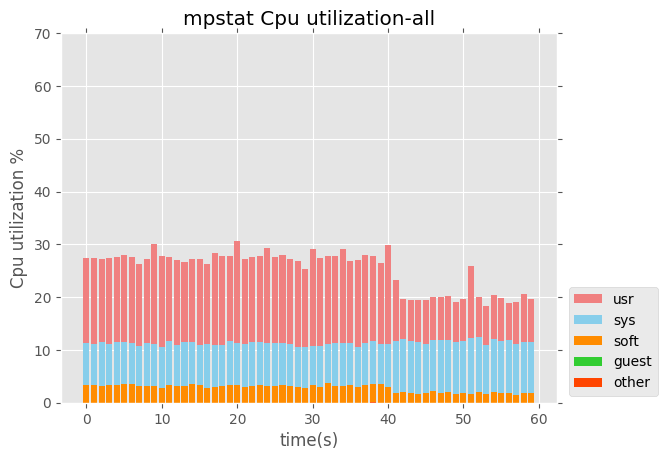 mpstat Cpu utilization-all
70
60
50
40
30
20
10
0
Cpu utilization %
0 10 20 30 40 50 60
time(s)
usr
sys
soft
guest
other